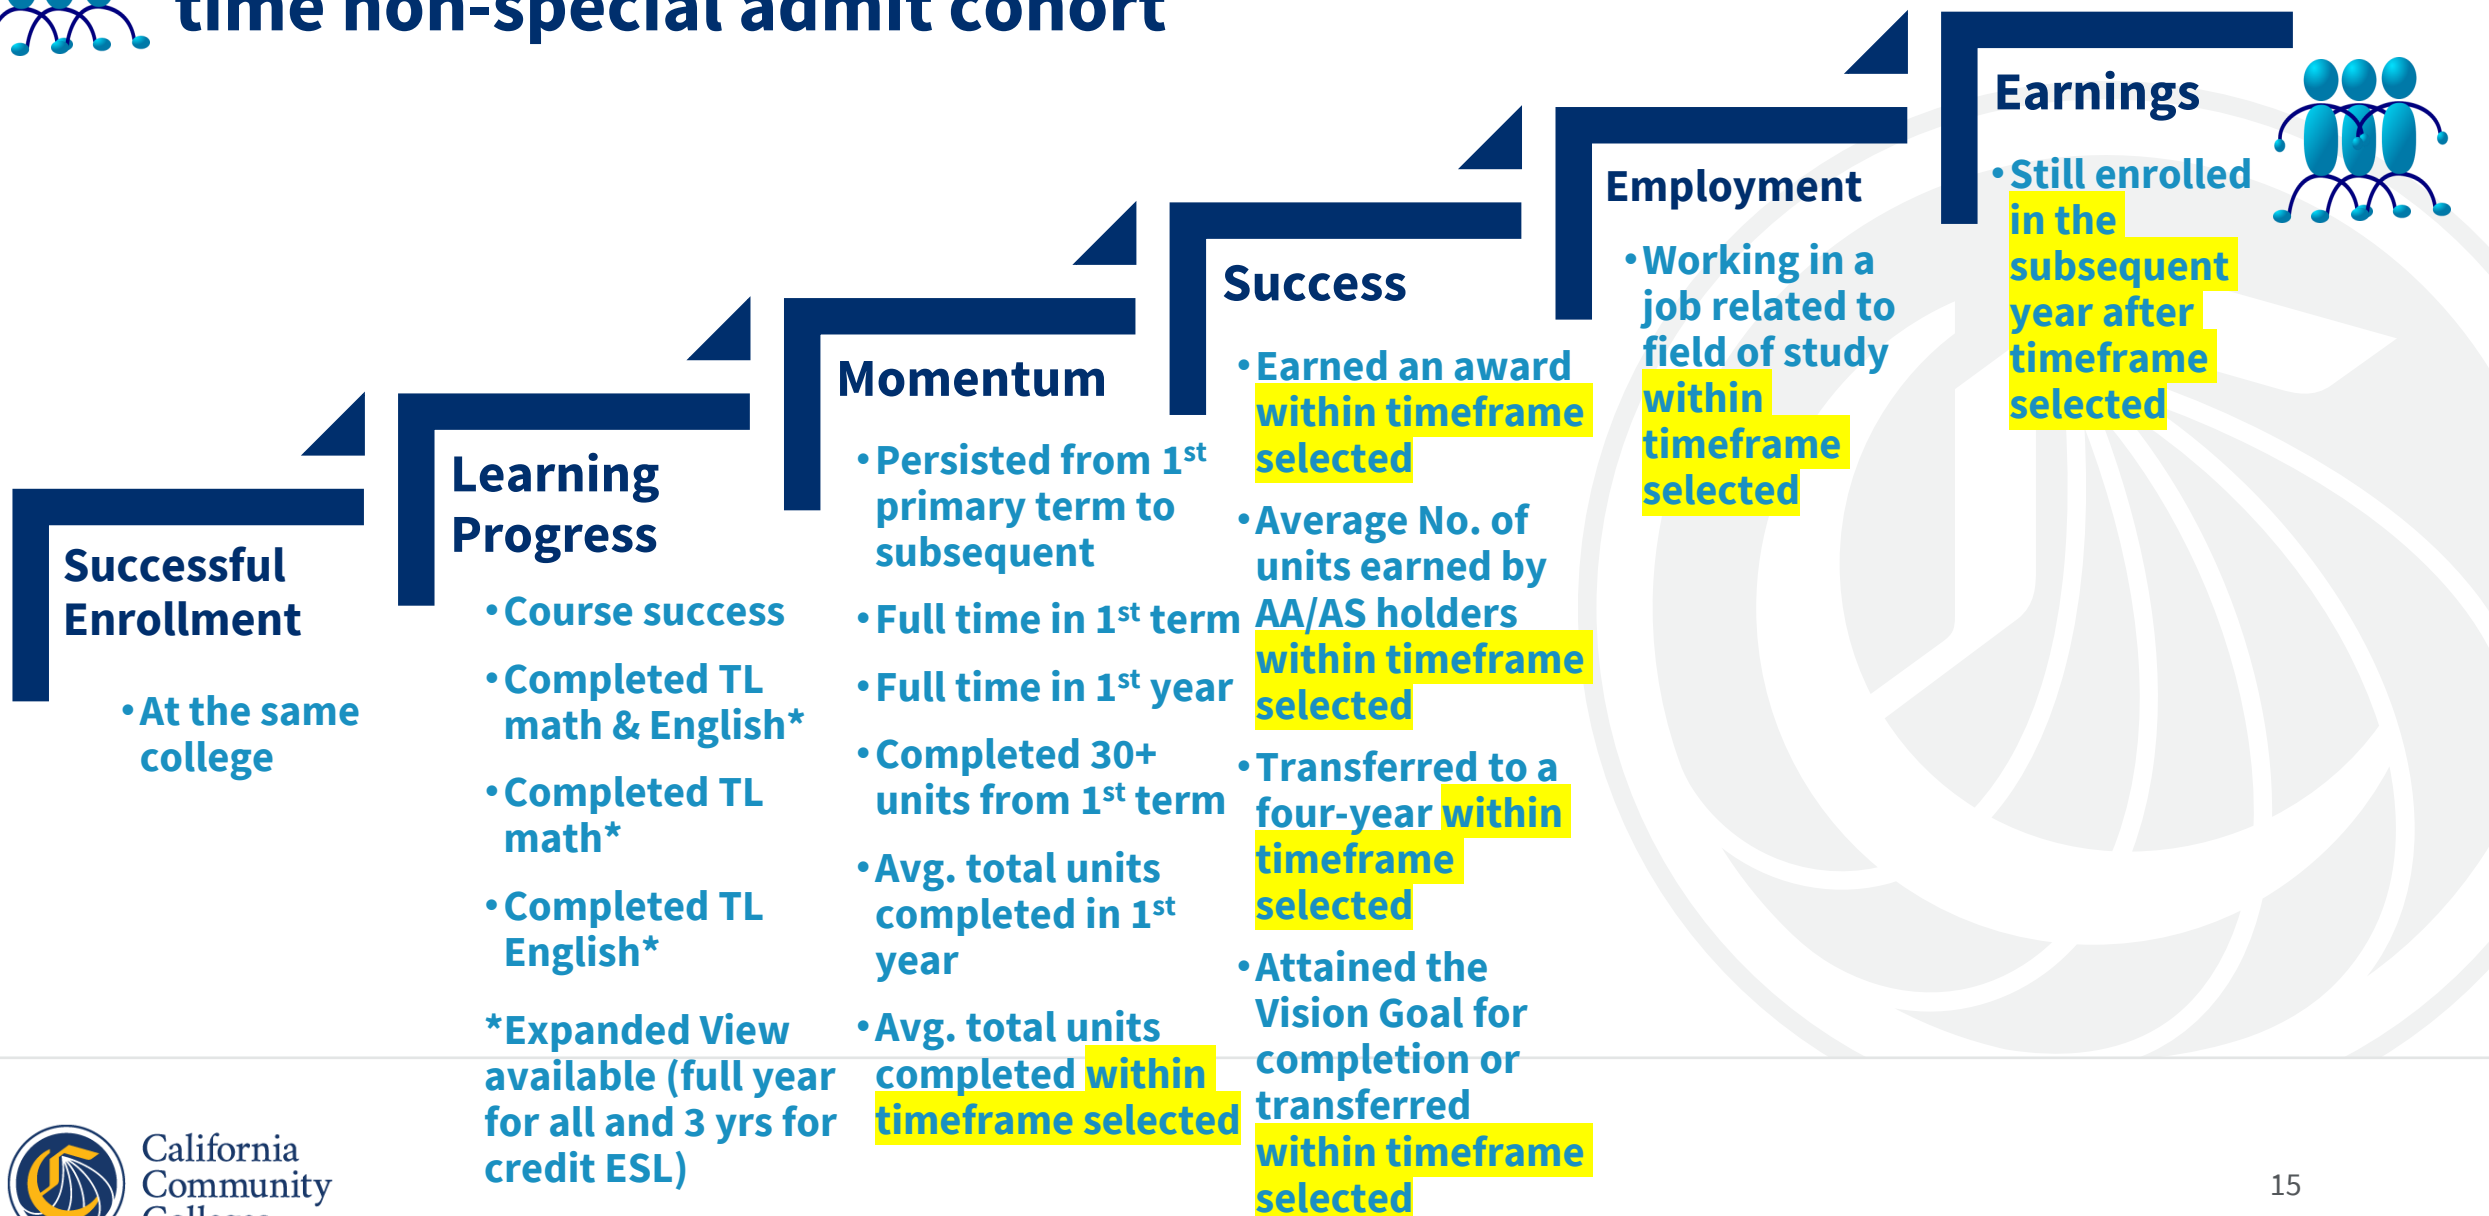 time non-special admit cohort
Successful
Enrollment
•At the same
college
Learning
Progress
•Course success
•Completed TL
math & English*
•Completed TL
math*
•Completed TL
English*
*Expanded View
available (full year
for all and 3 yrs for
credit ESL)
Momentum
•Persisted from 1st
primary term to
subsequent
•Full time in 1st term
•Full time in 1st year
•Completed 30+
units from 1st term
•Avg. total units
completed in 1st
year
•Avg. total units
completed within
timeframe selected
Success
•Earned an award
within timeframe
selected
•Average No. of
units earned by
AA/AS holders
within timeframe
selected
•Transferred to a
four-year within
timeframe
selected
•Attained the
Vision Goal for
completion or
transferred
within timeframe
selected
Employment
•Working in a
job related to
field of study
within
timeframe
selected
Earnings
•Still enrolled
in the
subsequent
year after
timeframe
selected
California
Community
Colleges
15